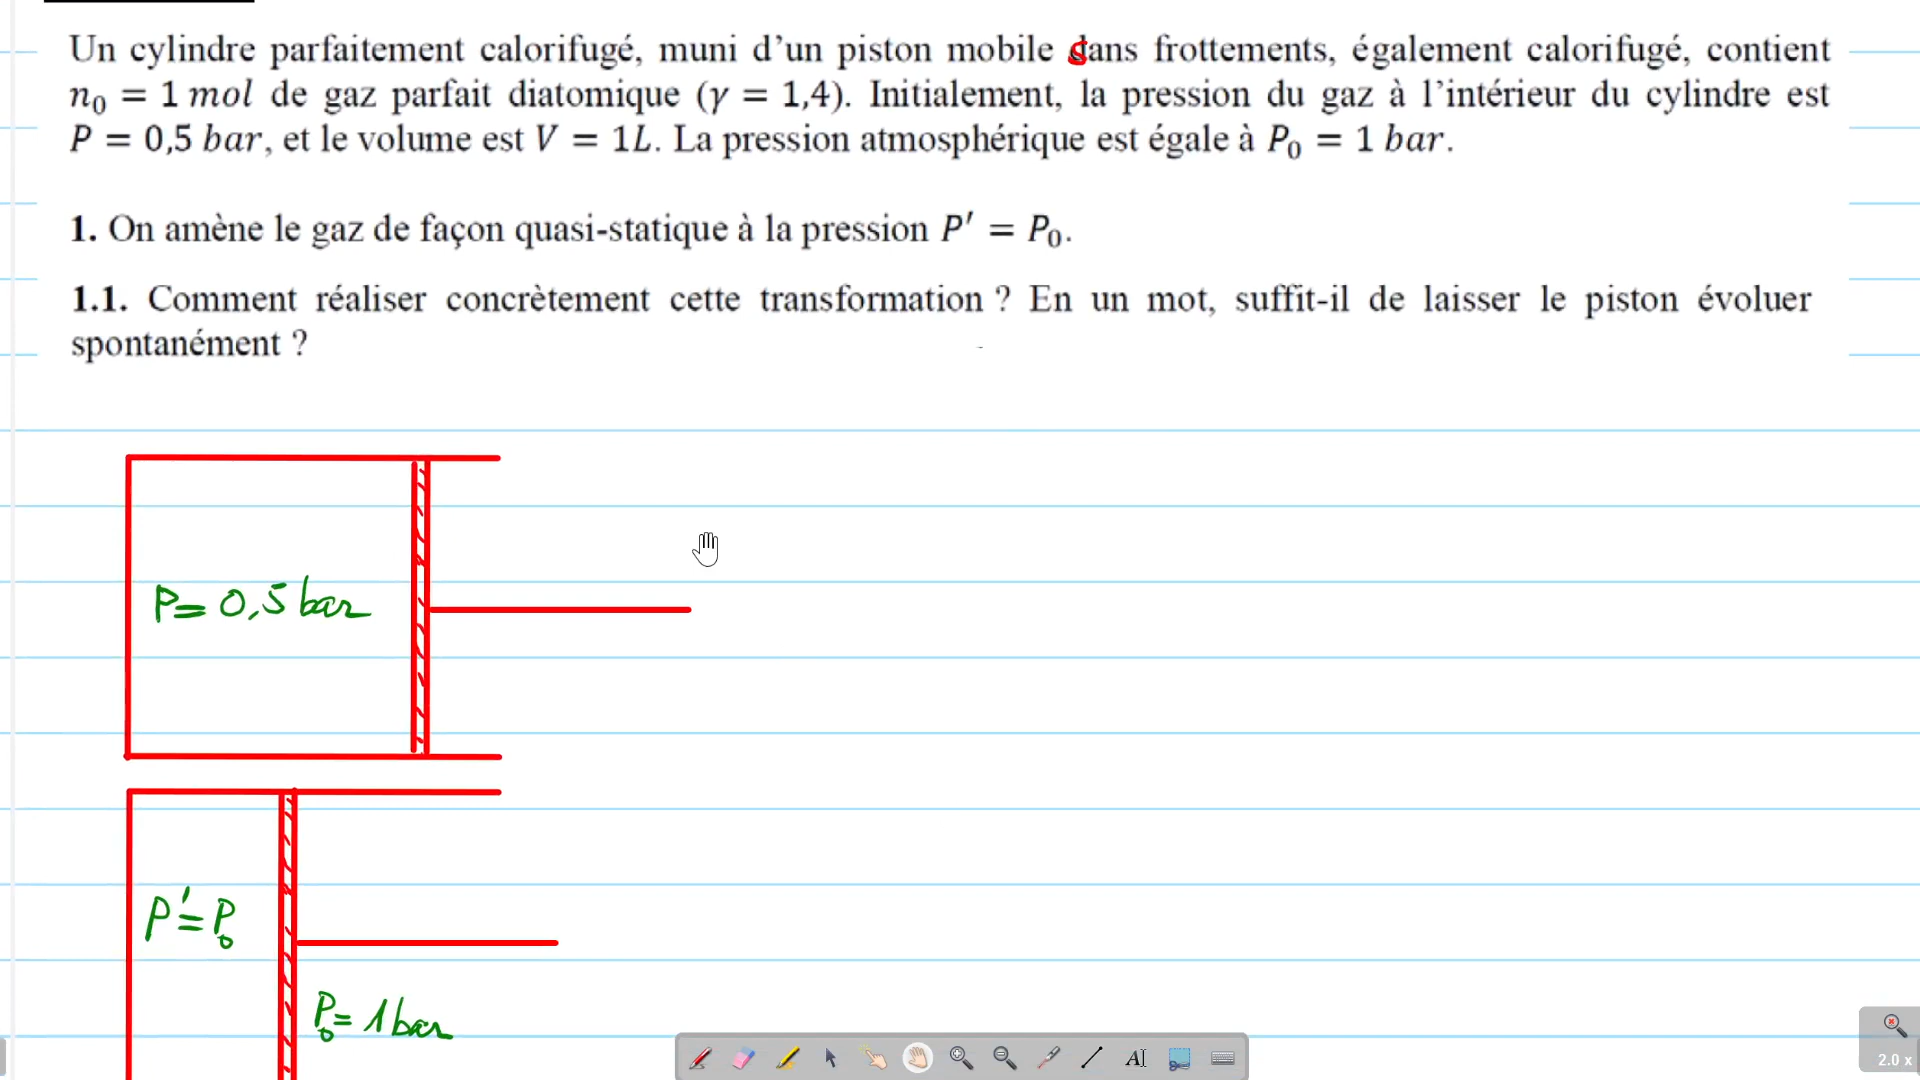 Un cylindre parfaitement calorifugé, muni d'un piston mobile sans frottements, également calorifugé, contient
n₀ = 1 mol de gaz parfait diatomique (γ = 1,4). Initialement, la pression du gaz à l'intérieur du cylindre est
P = 0,5 bar, et le volume est V = 1L. La pression atmosphérique est égale à P₀ = 1 bar.
1. On amène le gaz de façon quasi-statique à la pression P′ = P₀.
1.1. Comment réaliser concrètement cette transformation ? En un mot, suffit-il de laisser le piston évoluer
spontanément ?
P = 0,5 bar
P′ = P₀
P₀ = 1 bar
AI
2.0 x